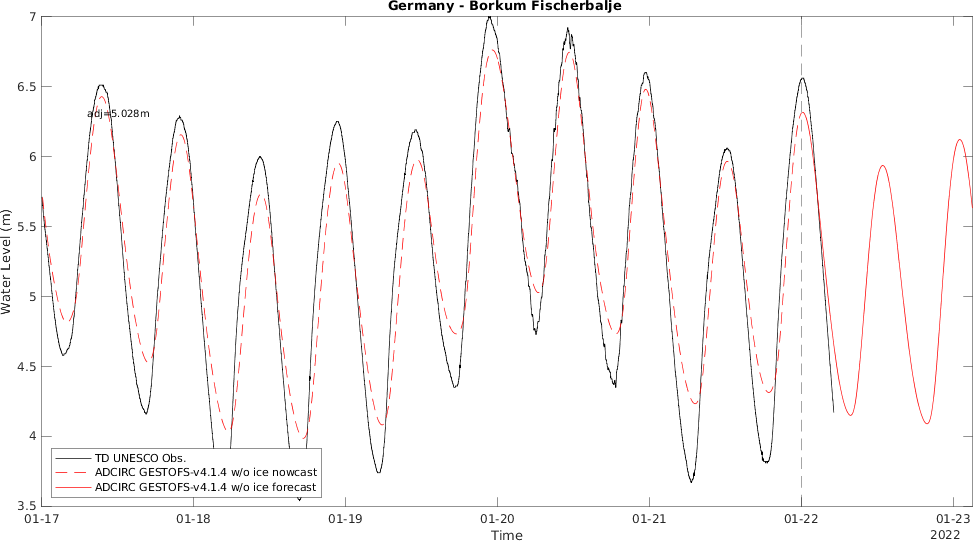 Germany - Borkum Fischerbalje
7
6.5
6
5.5
5
4.5
4
3.5
Water Level (m)
adj=5.028m
TD UNESCO Obs.
ADCIRC GESTOFS-v4.1.4 w/o ice nowcast
ADCIRC GESTOFS-v4.1.4 w/o ice forecast
01-17 01-18 01-19 01-20 01-21 01-22 01-23
Time
2022